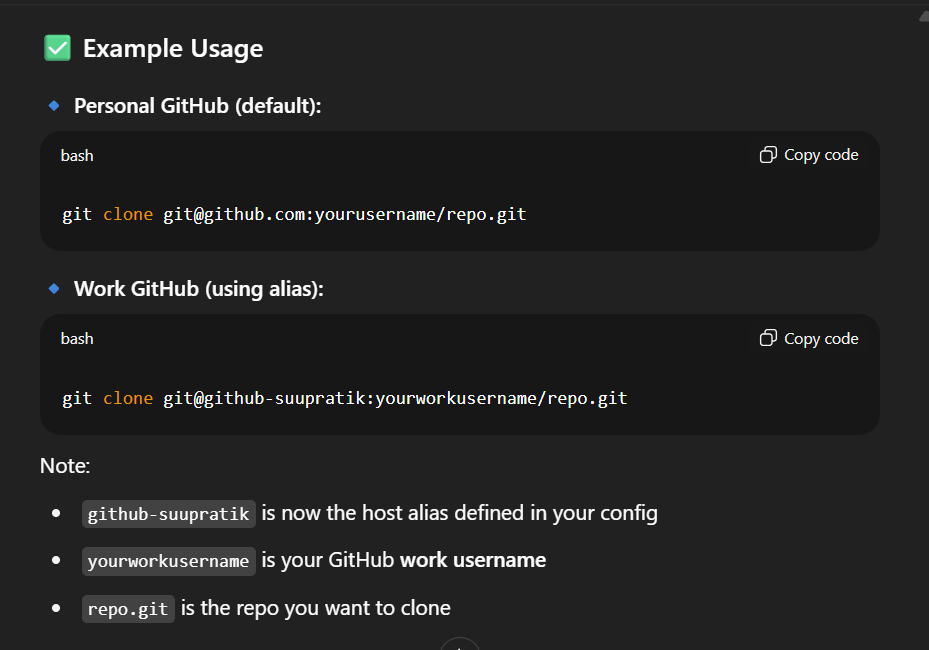 ✅ Example Usage
🔹 Personal GitHub (default):
bash
Copy code
git clone git@github.com:yourusername/repo.git
🔹 Work GitHub (using alias):
bash
Copy code
git clone git@github-suupratik:yourworkusername/repo.git
Note:
• github-suupratik is now the host alias defined in your config
• yourworkusername is your GitHub work username
• repo.git is the repo you want to clone